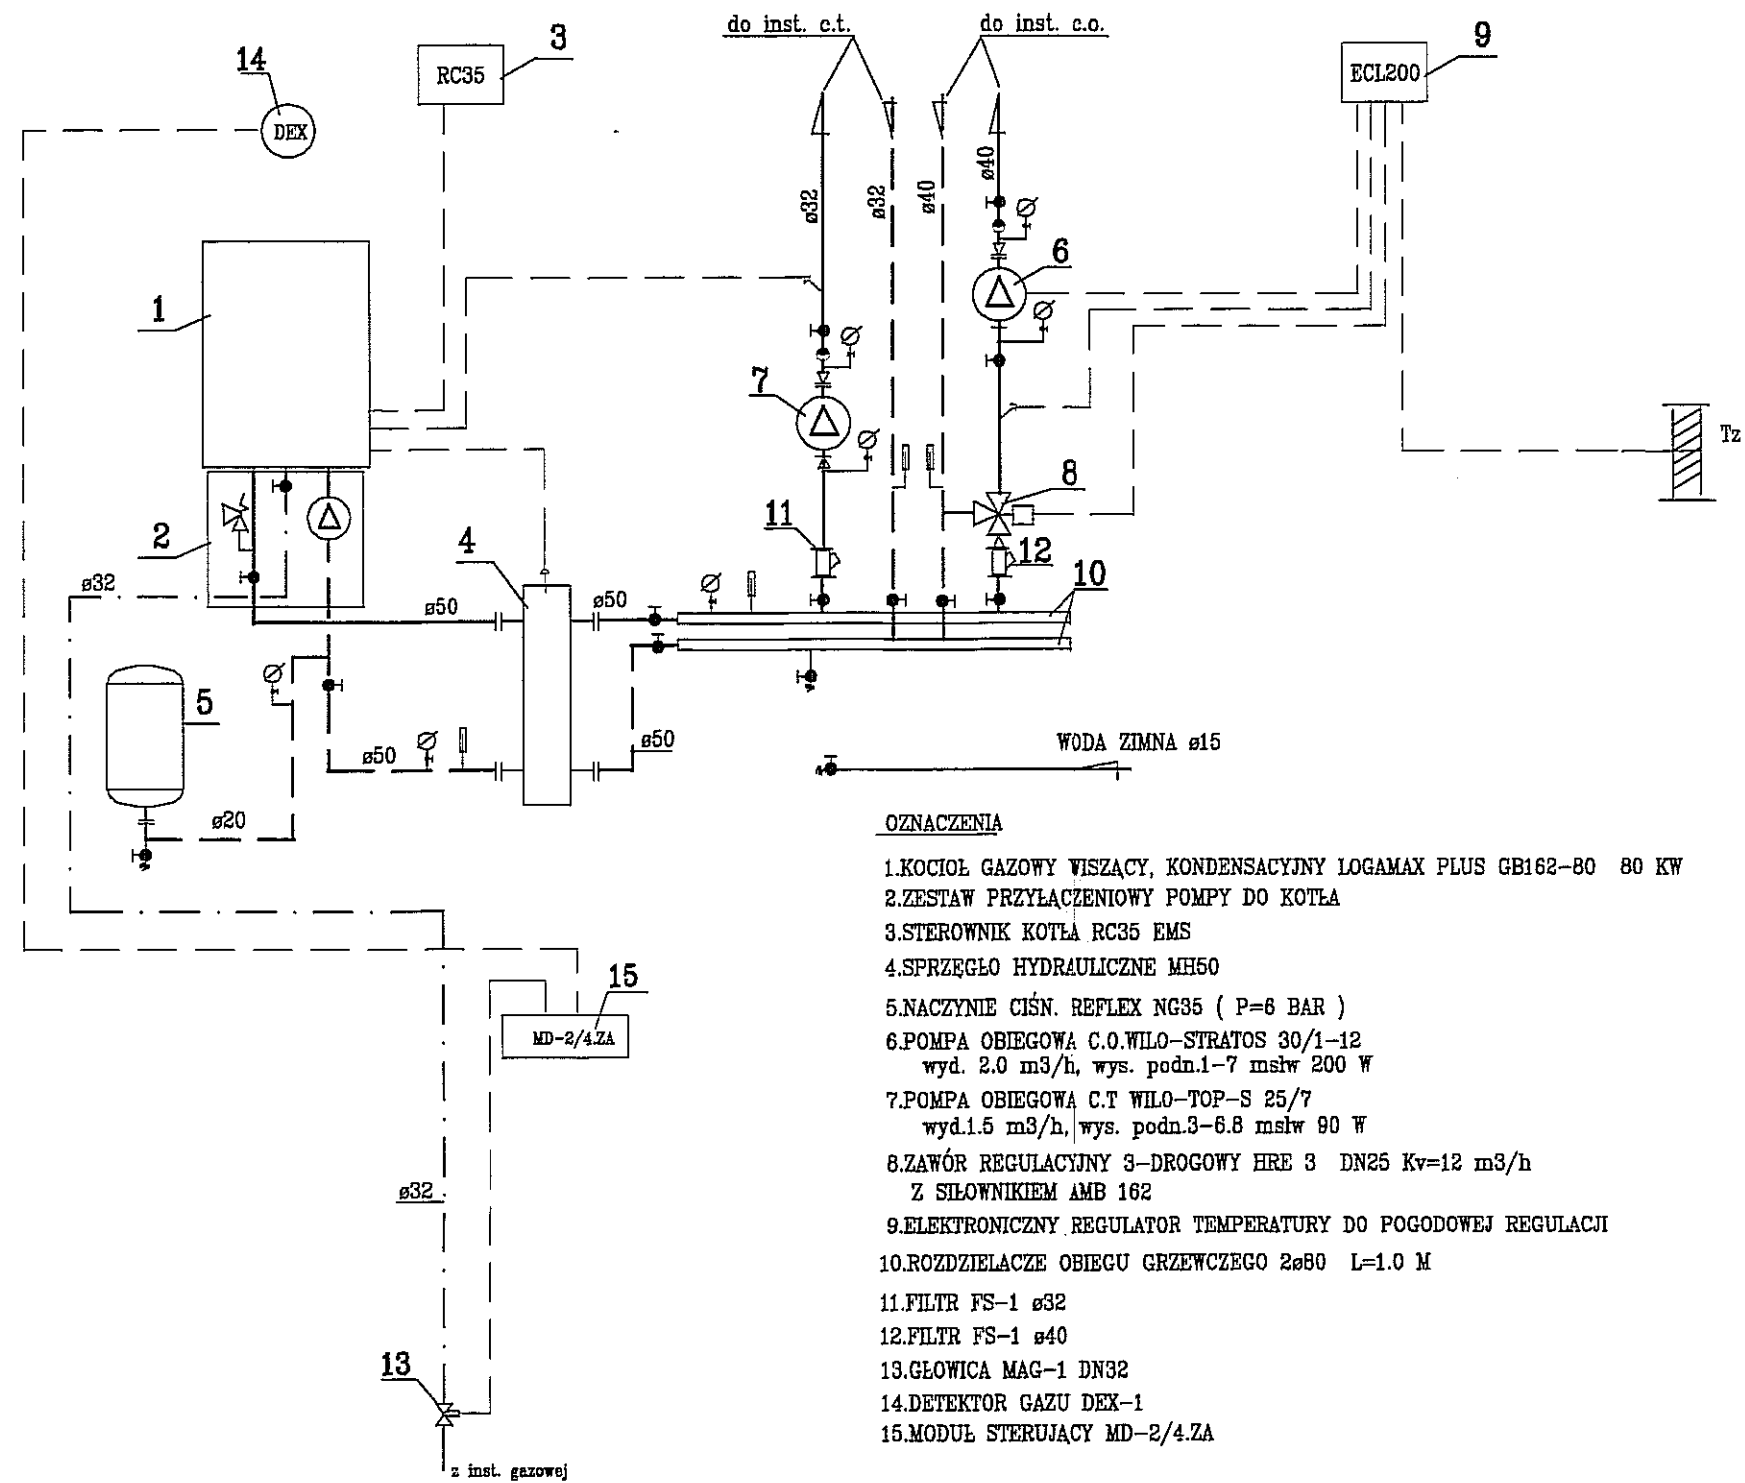 do inst. c.t.
do inst. c.o.
14
DEX
RC35
3
ECL200
9
ø32
ø32
ø40
ø40
6
1
7
Tz
2
4
11
8
12
10
ø32
ø50
ø50
5
ø50
ø50
ø20
WODA ZIMNA ø15
15
MD-2/4.ZA
ø32
13
z inst. gazowej
OZNACZENIA
1.KOCIOŁ GAZOWY WISZĄCY, KONDENSACYJNY LOGAMAX PLUS GB162-80 80 KW
2.ZESTAW PRZYŁĄCZENIOWY POMPY DO KOTŁA
3.STEROWNIK KOTŁA RC35 EMS
4.SPRZĘGŁO HYDRAULICZNE MH50
5.NACZYNIE CIŚN. REFLEX NG35 ( P=6 BAR )
6.POMPA OBIEGOWA C.O.WILO-STRATOS 30/1-12
wyd. 2.0 m3/h, wys. podn.1-7 msłw 200 W
7.POMPA OBIEGOWA C.T WILO-TOP-S 25/7
wyd.1.5 m3/h, wys. podn.3-6.8 msłw 90 W
8.ZAWÓR REGULACYJNY 3-DROGOWY HRE 3 DN25 Kv=12 m3/h
Z SIŁOWNIKIEM AMB 162
9.ELEKTRONICZNY REGULATOR TEMPERATURY DO POGODOWEJ REGULACJI
10.ROZDZIELACZE OBIEGU GRZEWCZEGO 2ø80 L=1.0 M
11.FILTR FS-1 ø32
12.FILTR FS-1 ø40
13.GŁOWICA MAG-1 DN32
14.DETEKTOR GAZU DEX-1
15.MODUŁ STERUJĄCY MD-2/4.ZA